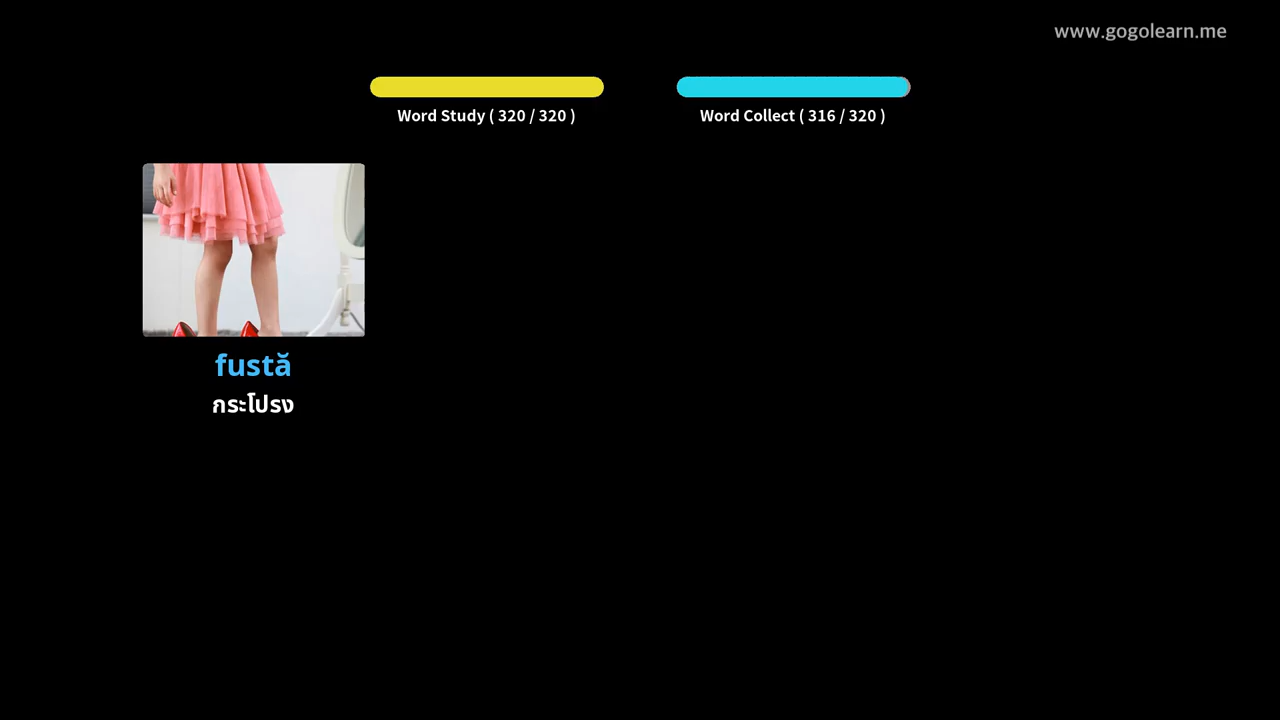 www.gogolearn.me
Word Study ( 320 / 320 )
Word Collect ( 316 / 320 )
fustă
กระโปรง